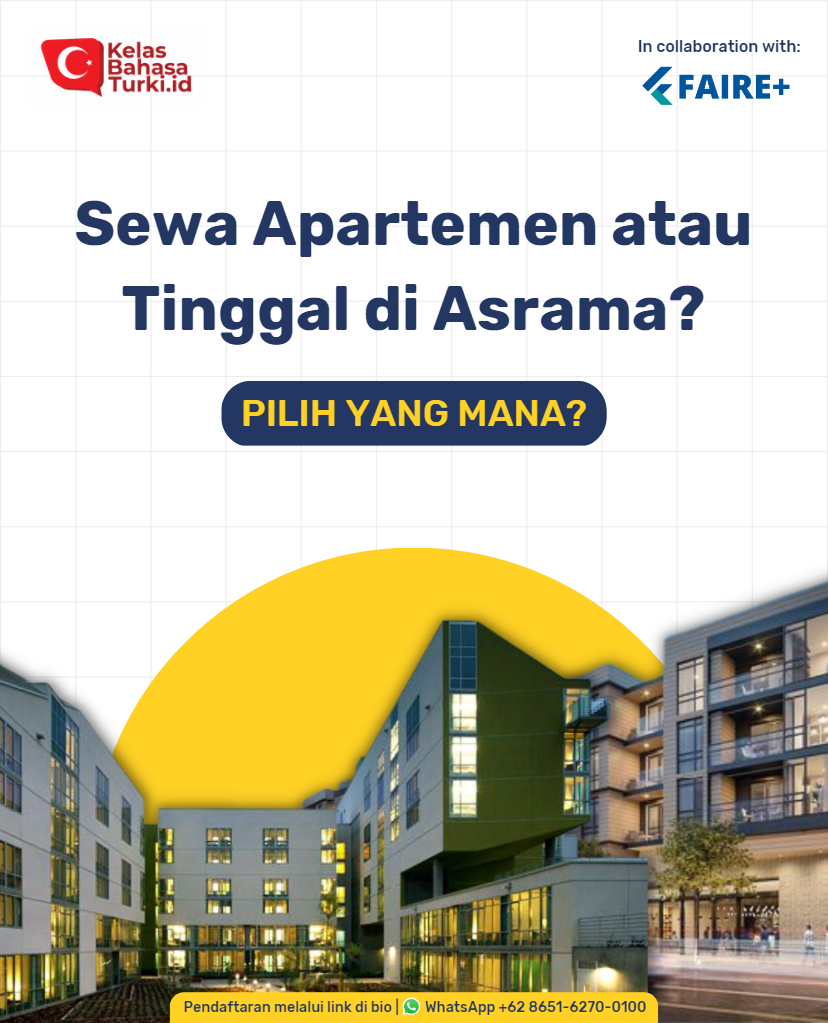 Kelas
Bahasa
Turki.id
In collaboration with:
FAIRE+
Sewa Apartemen atau
Tinggal di Asrama?
PILIH YANG MANA?
Pendaftaran melalui link di bio | WhatsApp +62 8651-6270-0100